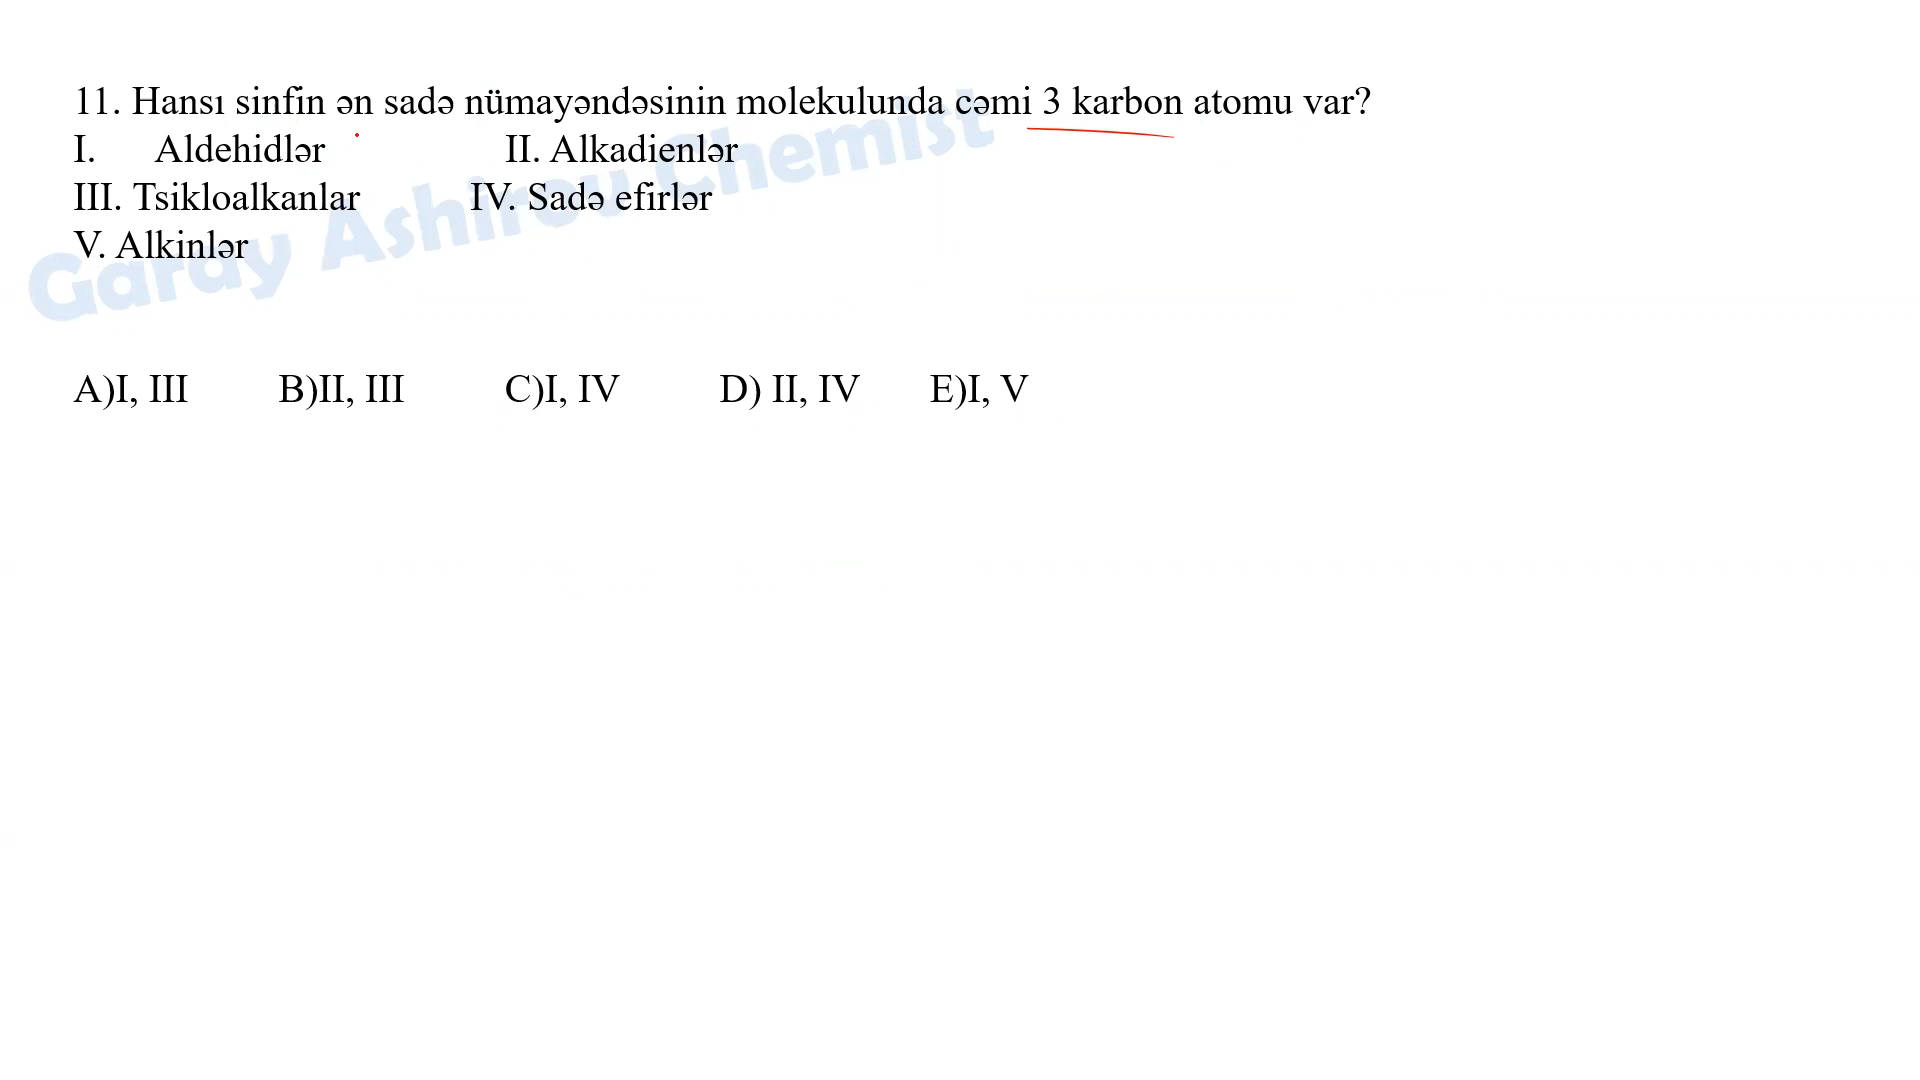 11. Hansı sinfin ən sadə nümayəndəsinin molekulunda cəmi 3 karbon atomu var?
I. Aldehidlər II. Alkadienlər
III. Tsikloalkanlar IV. Sadə efirlər
V. Alkinlər
Garay Ashirov Chemist
A)I, III B)II, III C)I, IV D) II, IV E)I, V